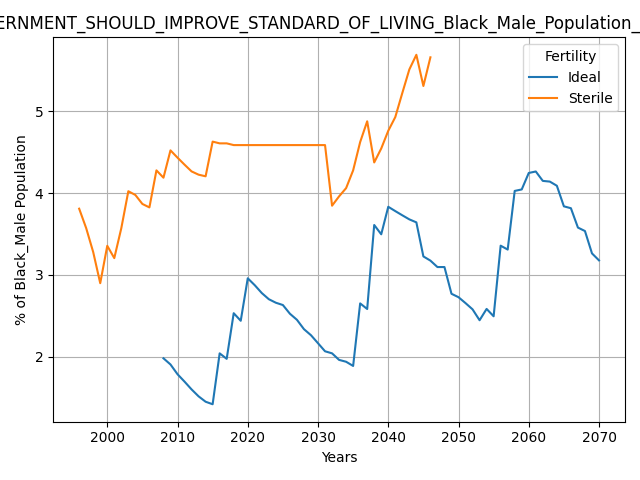 ERNMENT_SHOULD_IMPROVE_STANDARD_OF_LIVING_Black_Male_Population_
Fertility
Ideal
Sterile
% of Black_Male Population
5
4
3
2
2000 2010 2020 2030 2040 2050 2060 2070
Years